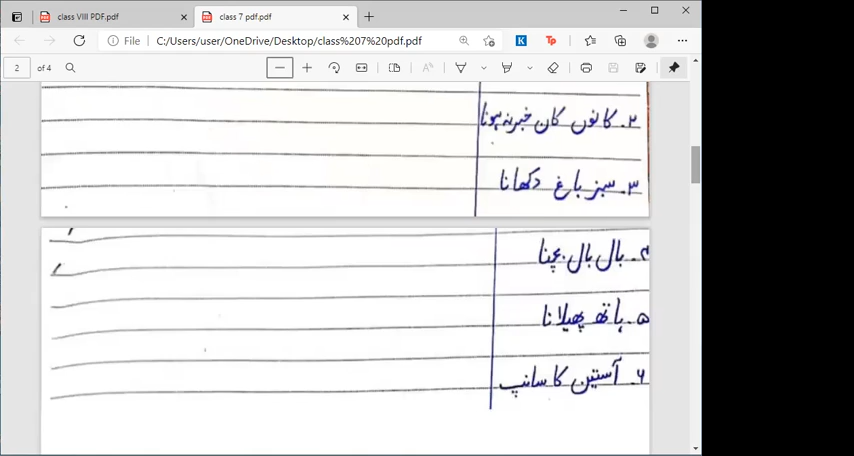 class VIII PDF.pdf
class 7 pdf.pdf
File
C:/Users/user/OneDrive/Desktop/class%207%20pdf.pdf
K
Tp
2 of 4
۲۔ کانوں کان خبر نہ ہونا
۳۔ سبز باغ دکھانا
۴۔ بال بال بچنا
۵۔ ہاتھ پھیلانا
۶۔ آستین کا سانپ